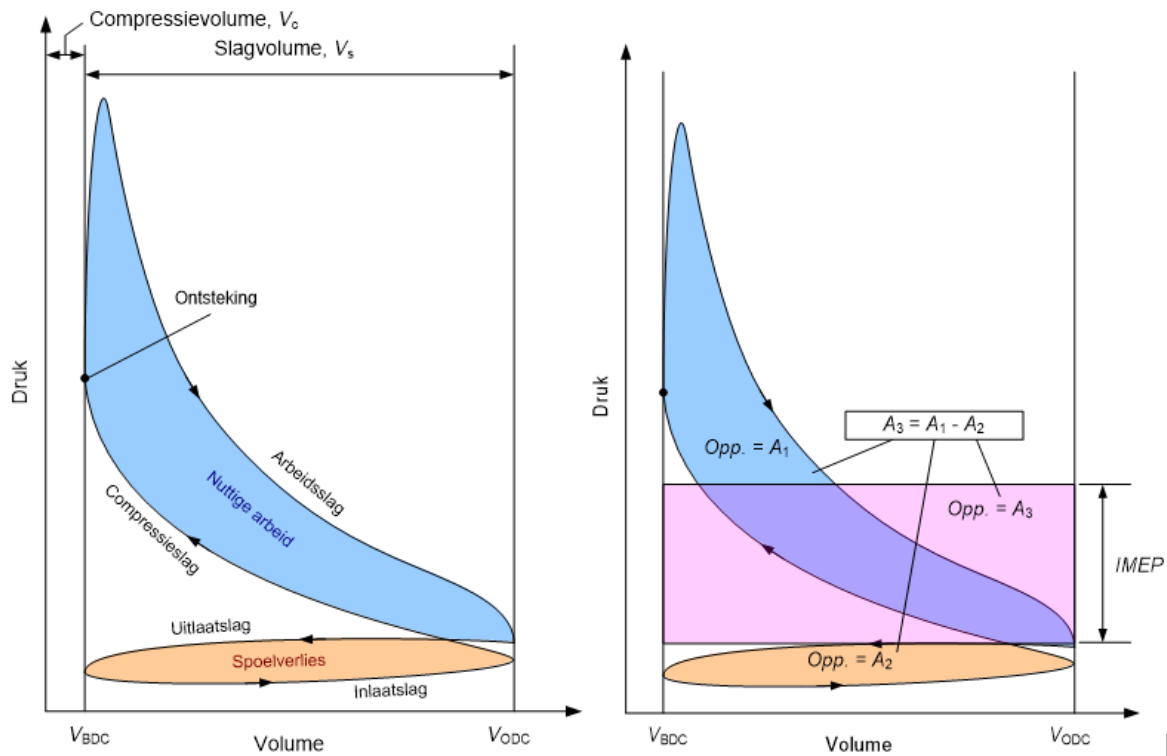 Compressievolume, Vc
Slagvolume, Vs
Ontsteking
Druk
Arbeidsslag
Nuttige arbeid
Compressieslag
Uitlaatslag
Spoelverlies
Inlaatslag
VBDC
Volume
VODC
Druk
A3 = A1 - A2
Opp. = A1
Opp. = A3
IMEP
Opp. = A2
VBDC
Volume
VODC